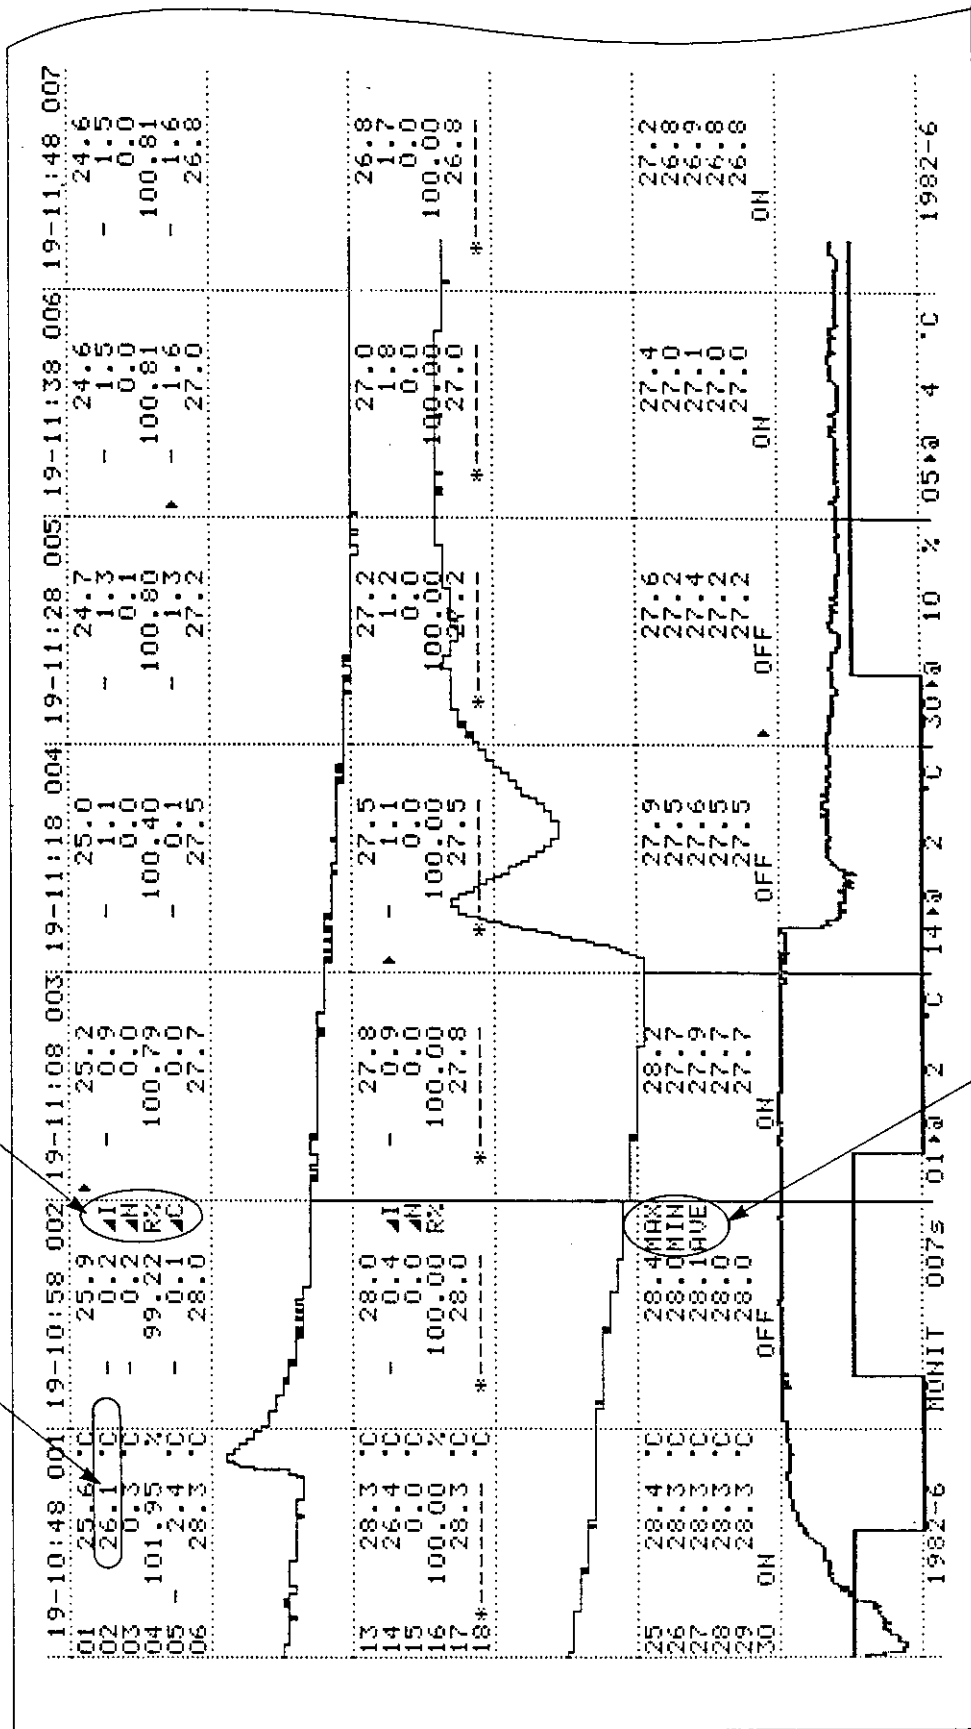 19-10:48 001 19-10:58 002 19-11:08 003 19-11:18 004 19-11:28 005 19-11:38 006 19-11:48 007
01 25.6 °C 25.9 ▲ 25.2 25.0 24.7 24.6 24.6
02 26.1 °C - 0.2 ⊿I - 0.9 - 1.1 - 1.3 - 1.5 - 1.5
03 0.3 °C - 0.2 ⊿N 0.0 0.0 0.1 0.0 0.0
04 101.95 % 99.22 R% 100.79 100.40 100.80 100.81 100.81
05 - 2.4 °C - 0.1 ⊿C 0.0 - 0.1 - 1.3 ▲ - 1.6 - 1.6
06 28.3 °C 28.0 27.7 27.5 27.2 27.0 26.8
13 28.3 °C 28.0 27.8 27.5 27.2 27.0 26.8
14 26.4 °C - 0.4 ⊿I - 0.9 ▲ - 1.1 1.2 1.8 1.7
15 0.0 °C 0.0 ⊿N 0.0 0.0 0.0 0.0 0.0
16 100.00 % 100.00 R% 100.00 100.00 100.00 100.00 100.00
17 28.3 °C 28.0 27.8 27.5 27.2 27.0 26.8
18*------ °C *------ *------ *------ *------ *------ *------
25 28.4 °C 28.4 MAX 28.2 27.9 27.6 27.4 27.2
26 28.3 °C 28.0 MIN 27.7 27.5 27.2 27.0 26.8
27 28.3 °C 28.1 AVE 27.9 27.6 27.4 27.1 26.9
28 28.3 °C 28.0 27.7 27.5 27.2 27.0 26.8
29 28.3 °C 28.0 27.7 27.5 27.2 27.0 26.8
30 ON OFF ON OFF ▲ OFF ON ON
1982-6 MONIT 007s 01▸@ 2 °C 14▸@ 2 °C 30▸@ 10 % 05▸@ 4 °C 1982-6